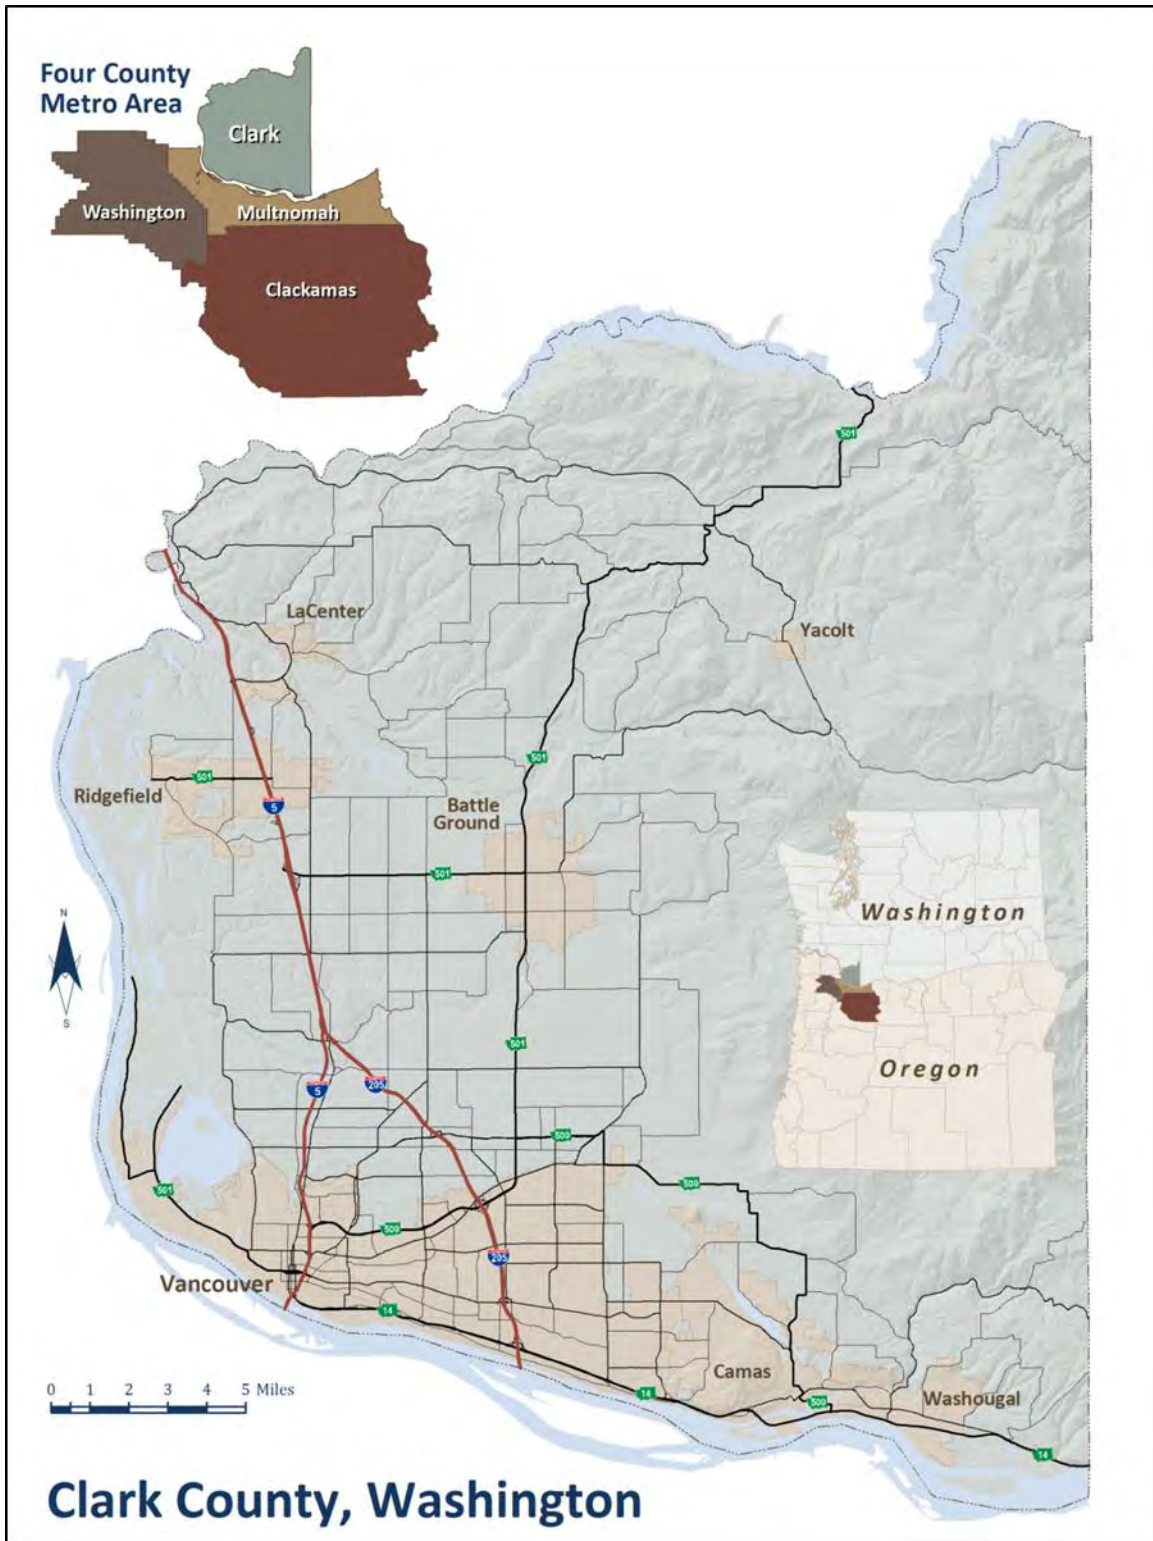 Four County
Metro Area
Clark
Washington
Multnomah
Clackamas
501
LaCenter
Yacolt
501
501
Ridgefield
5
Battle
Ground
501
Washington
N
S
501
Oregon
5
205
500
500
501
500
205
Vancouver
14
Camas
14
500
Washougal
0 1 2 3 4 5 Miles
14
Clark County, Washington